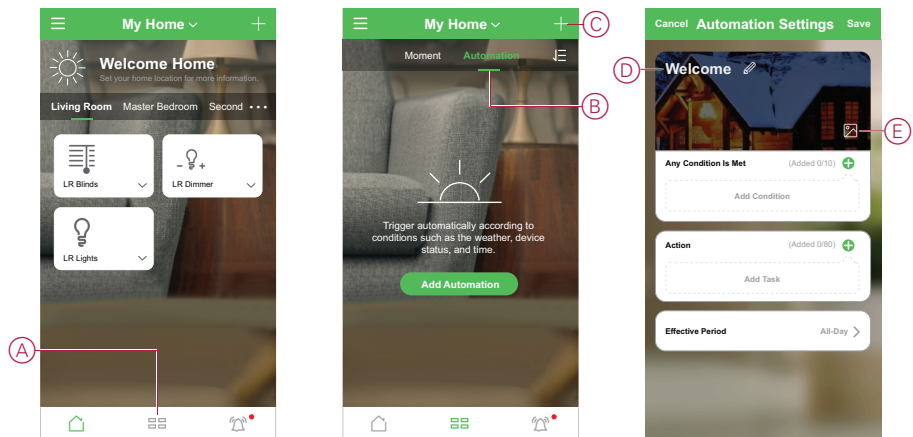 My Home
Welcome Home
Set your home location for more information.
Living Room Master Bedroom Second
LR Blinds
LR Dimmer
LR Lights
A
My Home
Moment Automation
Trigger automatically according to
conditions such as the weather, device
status, and time.
Add Automation
C
B
Cancel Automation Settings Save
D
Welcome
E
Any Condition Is Met (Added 0/10)
Add Condition
Action (Added 0/80)
Add Task
Effective Period All-Day